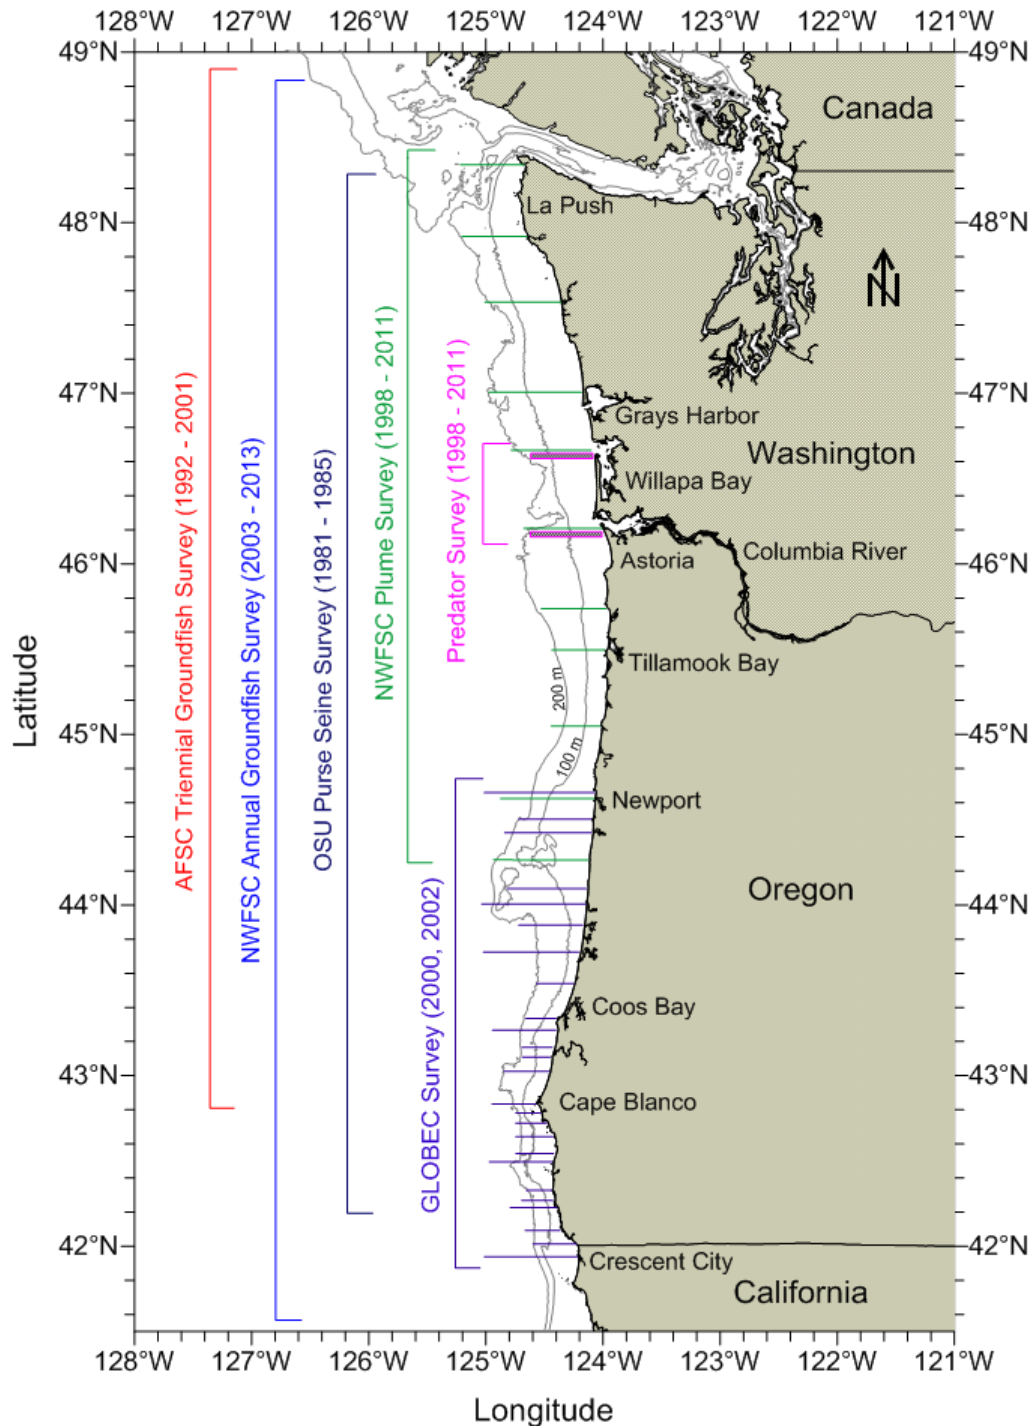 128°W 127°W 126°W 125°W 124°W 123°W 122°W 121°W
49°N 49°N
Canada
48°N 48°N
La Push
N
47°N 47°N
Grays Harbor
Washington
Willapa Bay
Columbia River
46°N 46°N
Astoria
Tillamook Bay
200 m
100 m
45°N 45°N
Newport
44°N 44°N
Oregon
Coos Bay
43°N 43°N
Cape Blanco
42°N 42°N
Crescent City
California
AFSC Triennial Groundfish Survey (1992 - 2001)
NWFSC Annual Groundfish Survey (2003 - 2013)
OSU Purse Seine Survey (1981 - 1985)
NWFSC Plume Survey (1998 - 2011)
Predator Survey (1998 - 2011)
GLOBEC Survey (2000, 2002)
Latitude
128°W 127°W 126°W 125°W 124°W 123°W 122°W 121°W
Longitude